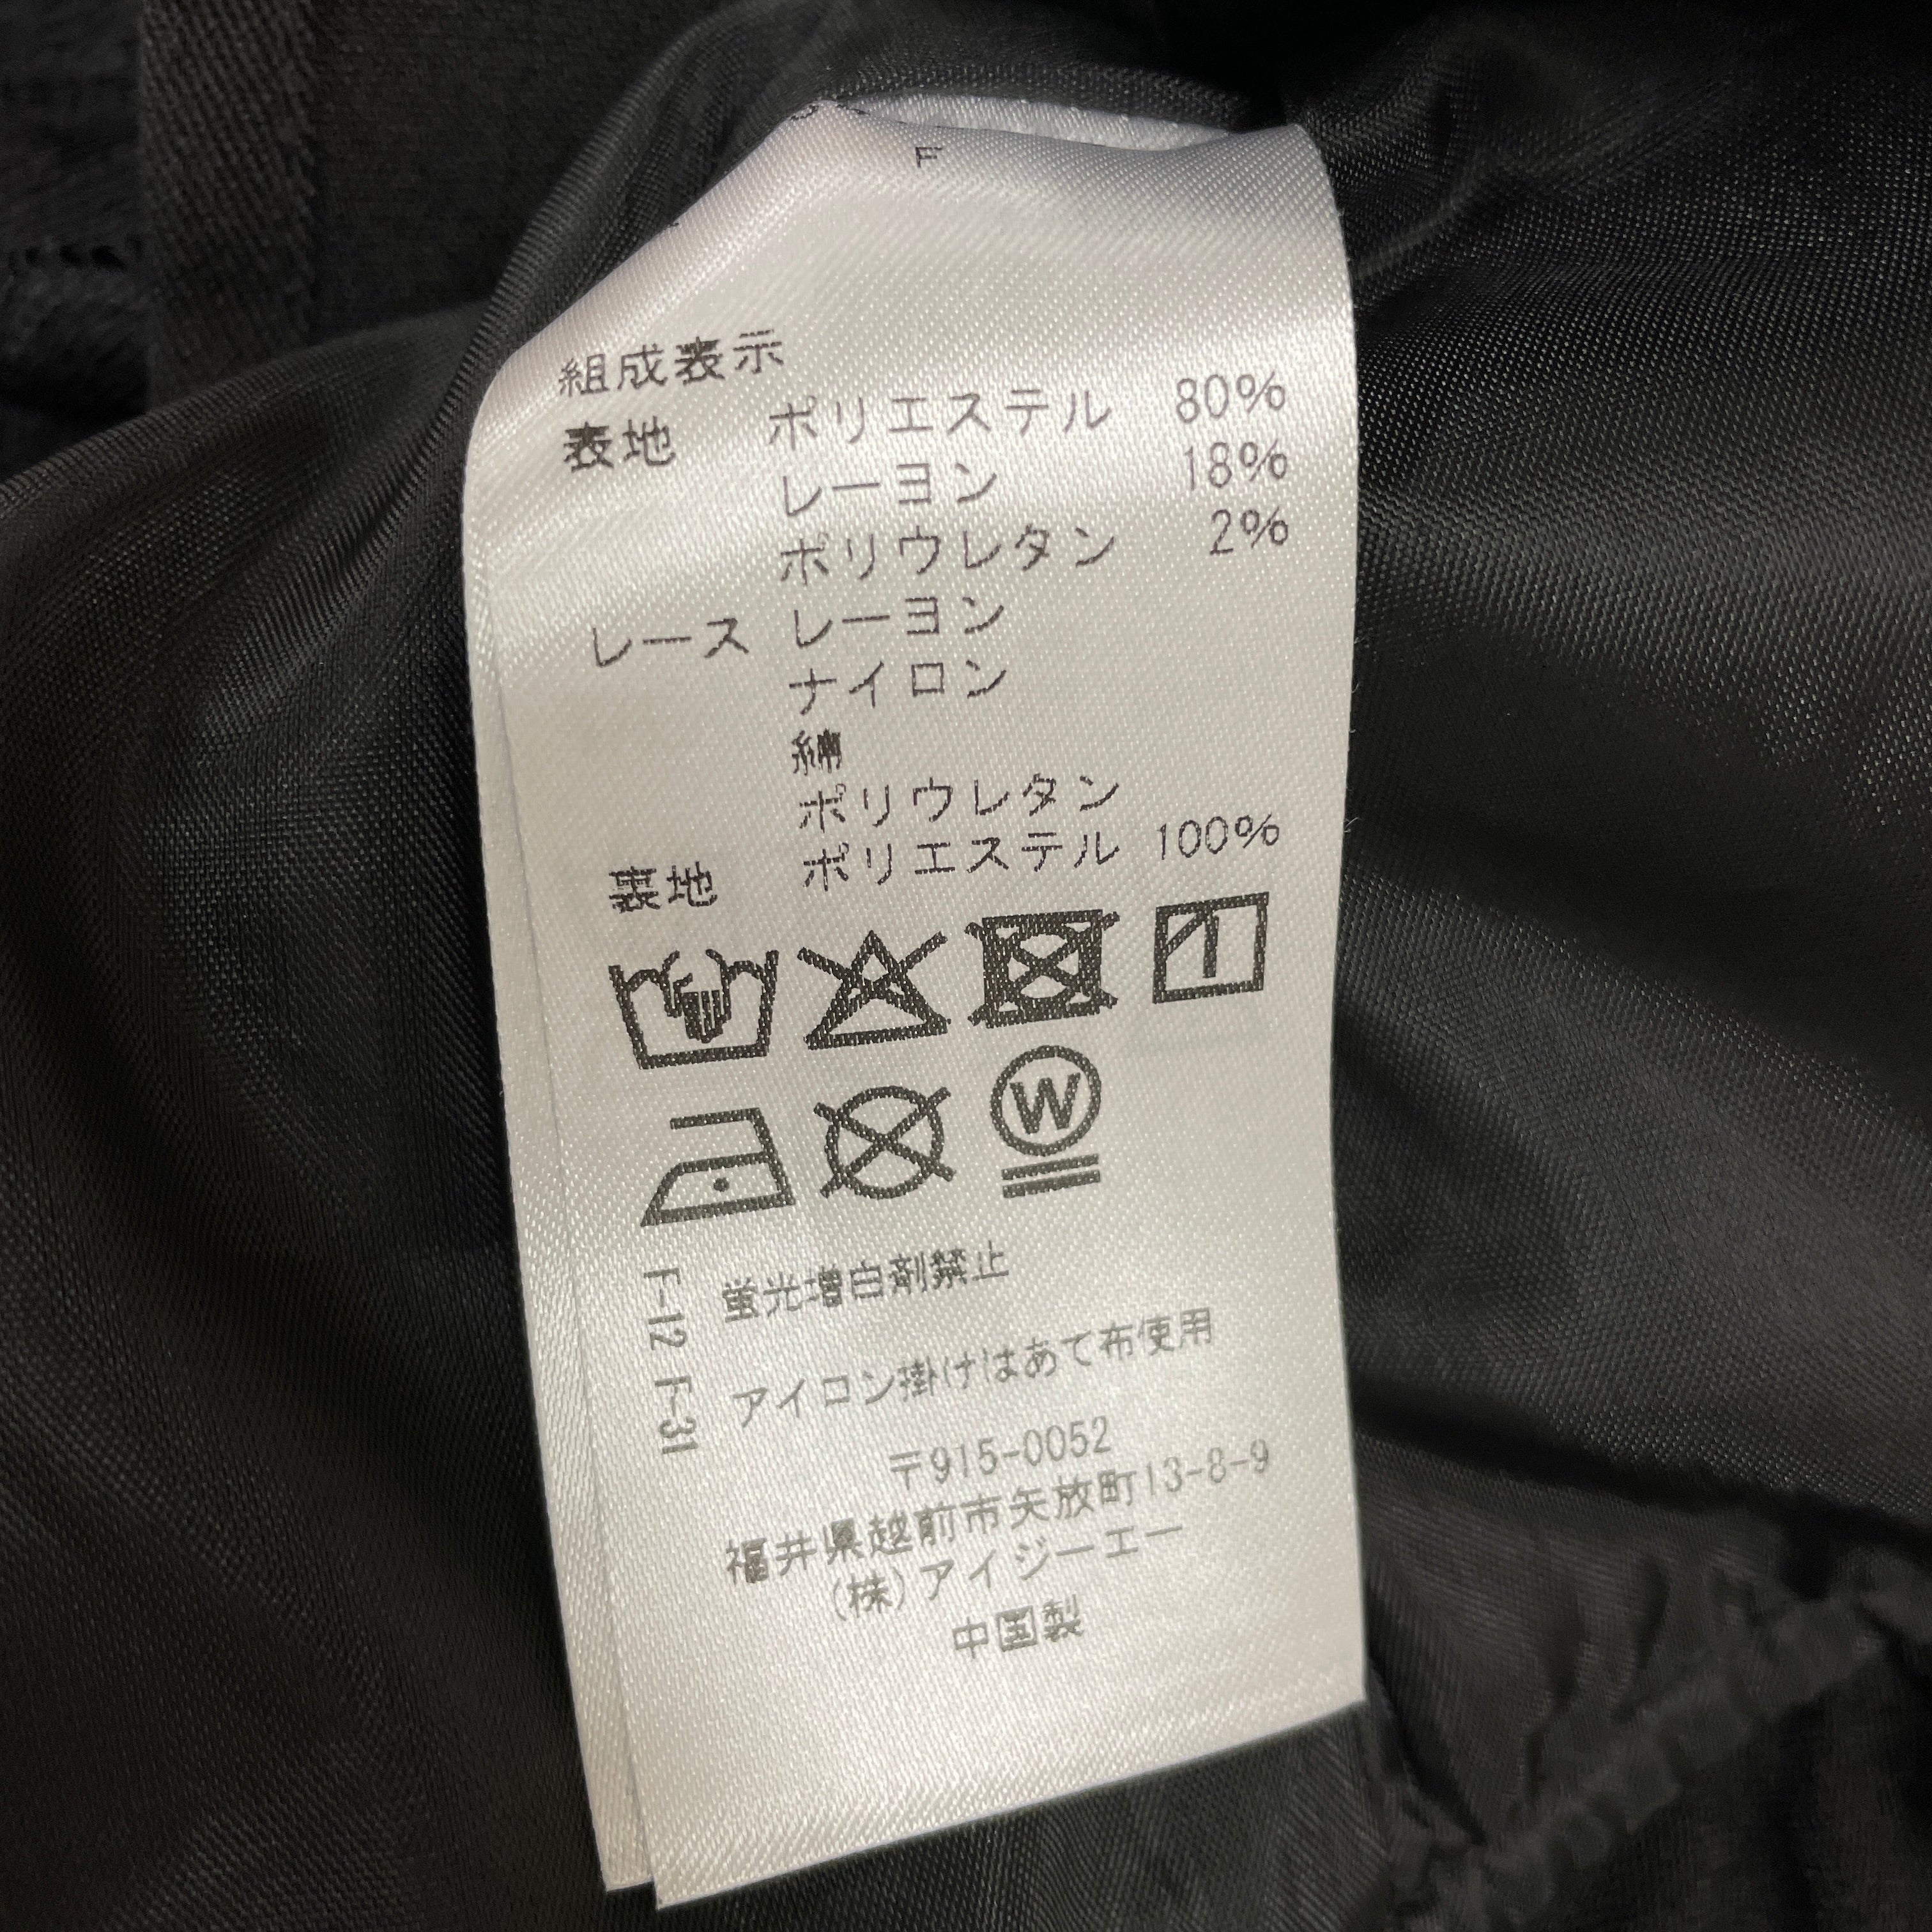 F
組成表示
表地 ポリエステル 80%
レーヨン 18%
ポリウレタン 2%
レース レーヨン
ナイロン
綿
ポリウレタン
裏地 ポリエステル 100%
W
F-12 F-31
蛍光増白剤禁止
アイロン掛けはあて布使用
〒915-0052
福井県越前市矢放町13-8-9
(株)アイジーエー
中国製